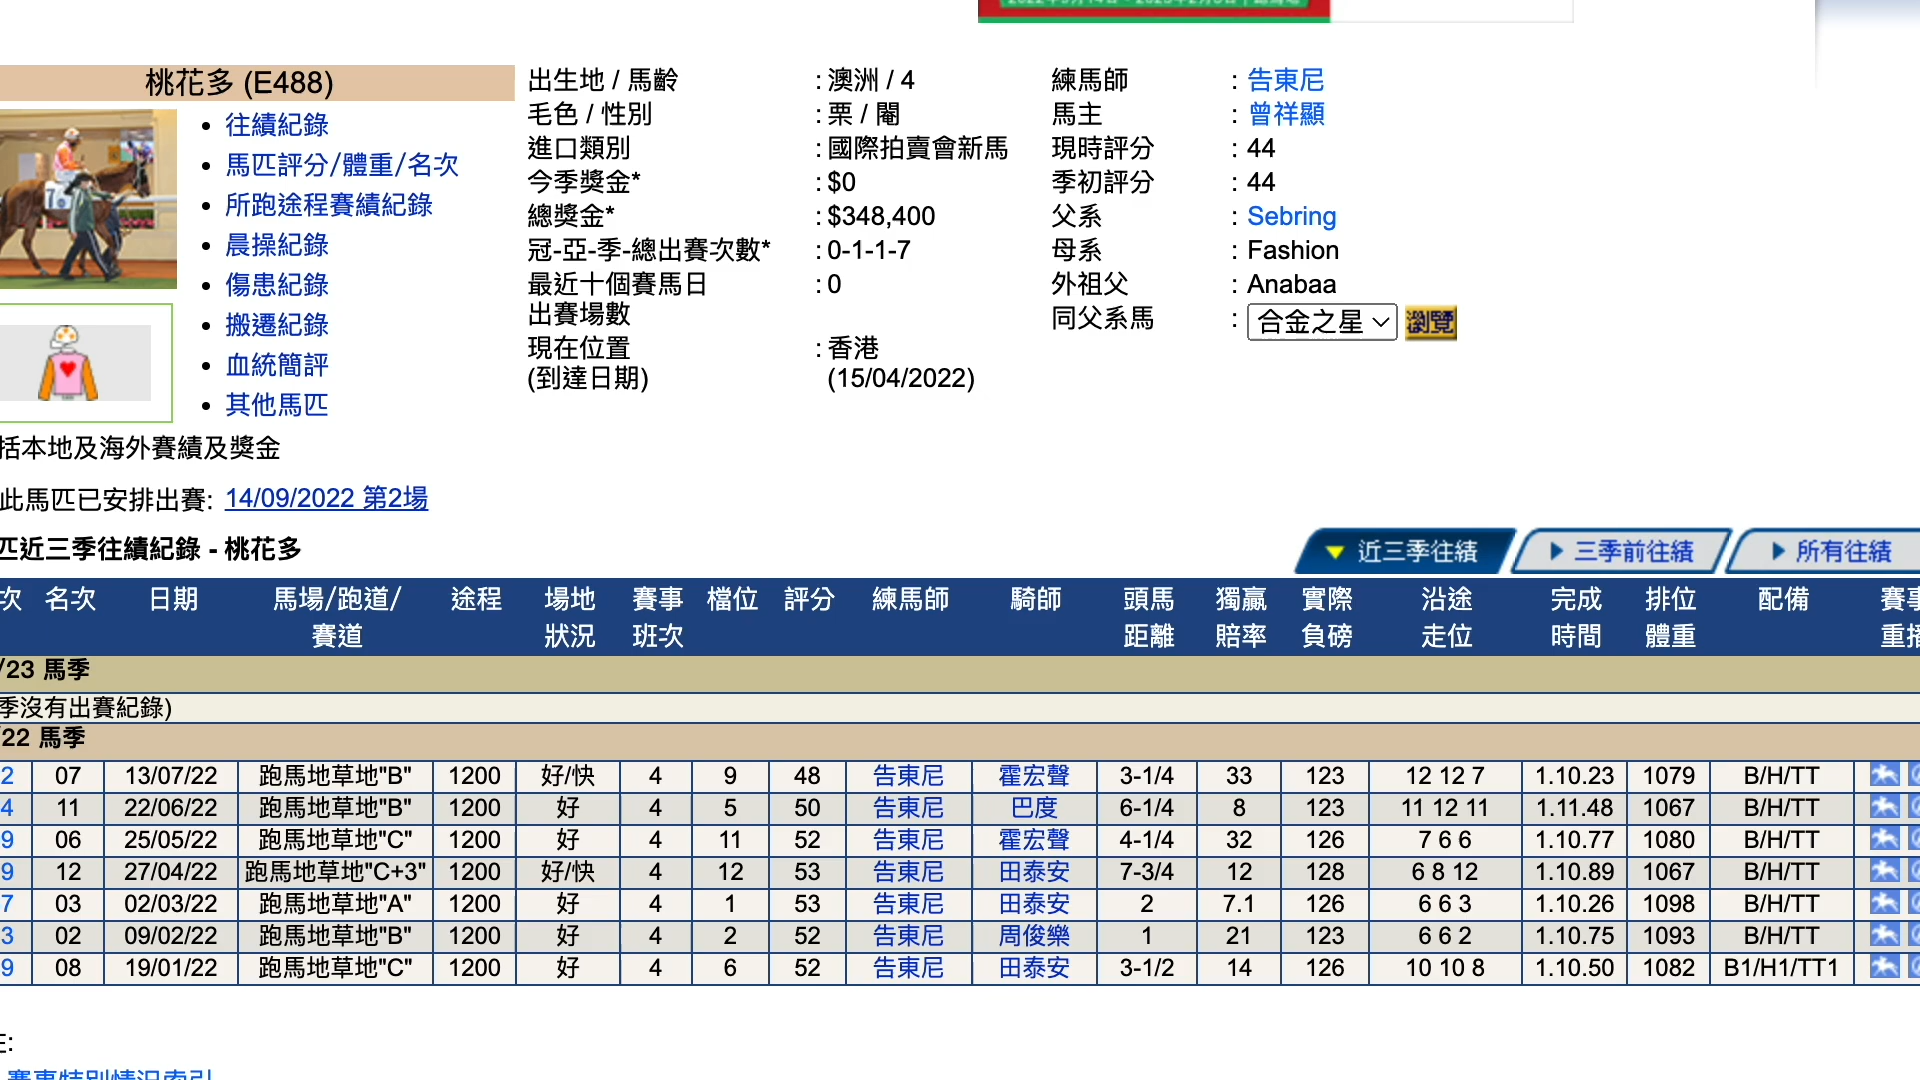 桃花多 (E488)
往績紀錄
馬匹評分/體重/名次
所跑途程賽績紀錄
晨操紀錄
傷患紀錄
搬遷紀錄
血統簡評
其他馬匹
出生地 / 馬齡 : 澳洲 / 4
毛色 / 性別 : 栗 / 閹
進口類別 : 國際拍賣會新馬
今季獎金* : $0
總獎金* : $348,400
冠-亞-季-總出賽次數* : 0-1-1-7
最近十個賽馬日 : 0
出賽場數
現在位置 : 香港
(到達日期) (15/04/2022)
練馬師 : 告東尼
馬主 : 曾祥顯
現時評分 : 44
季初評分 : 44
父系 : Sebring
母系 : Fashion
外祖父 : Anabaa
同父系馬 : 合金之星 瀏覽
括本地及海外賽績及獎金
此馬匹已安排出賽: 14/09/2022 第2場
匹近三季往績紀錄 - 桃花多
近三季往績 三季前往績 所有往績
次 名次 日期 馬場/跑道/ 途程 場地 賽事 檔位 評分 練馬師 騎師 頭馬 獨贏 實際 沿途 完成 排位 配備 賽事
賽道 狀況 班次 距離 賠率 負磅 走位 時間 體重 重播
/23 馬季
季沒有出賽紀錄)
/22 馬季
2 07 13/07/22 跑馬地草地"B" 1200 好/快 4 9 48 告東尼 霍宏聲 3-1/4 33 123 12 12 7 1.10.23 1079 B/H/TT
4 11 22/06/22 跑馬地草地"B" 1200 好 4 5 50 告東尼 巴度 6-1/4 8 123 11 12 11 1.11.48 1067 B/H/TT
9 06 25/05/22 跑馬地草地"C" 1200 好 4 11 52 告東尼 霍宏聲 4-1/4 32 126 7 6 6 1.10.77 1080 B/H/TT
9 12 27/04/22 跑馬地草地"C+3" 1200 好/快 4 12 53 告東尼 田泰安 7-3/4 12 128 6 8 12 1.10.89 1067 B/H/TT
7 03 02/03/22 跑馬地草地"A" 1200 好 4 1 53 告東尼 田泰安 2 7.1 126 6 6 3 1.10.26 1098 B/H/TT
3 02 09/02/22 跑馬地草地"B" 1200 好 4 2 52 告東尼 周俊樂 1 21 123 6 6 2 1.10.75 1093 B/H/TT
9 08 19/01/22 跑馬地草地"C" 1200 好 4 6 52 告東尼 田泰安 3-1/2 14 126 10 10 8 1.10.50 1082 B1/H1/TT1
賽事特別情況索引